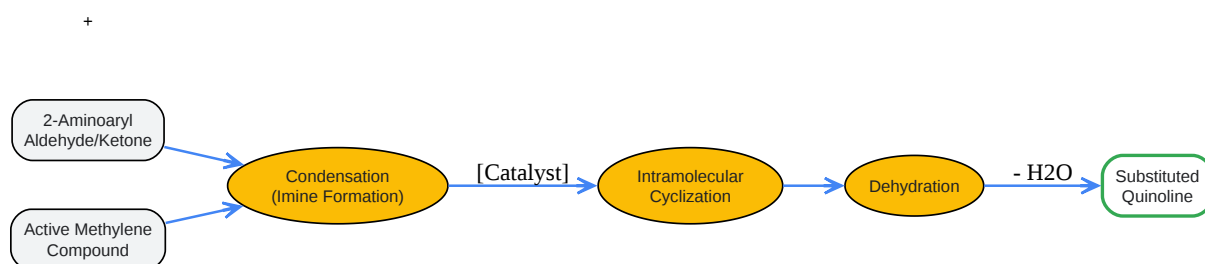 +
2-Aminoaryl
Aldehyde/Ketone
Active Methylene
Compound
Condensation
(Imine Formation)
[Catalyst]
Intramolecular
Cyclization
Dehydration
- H2O
Substituted
Quinoline